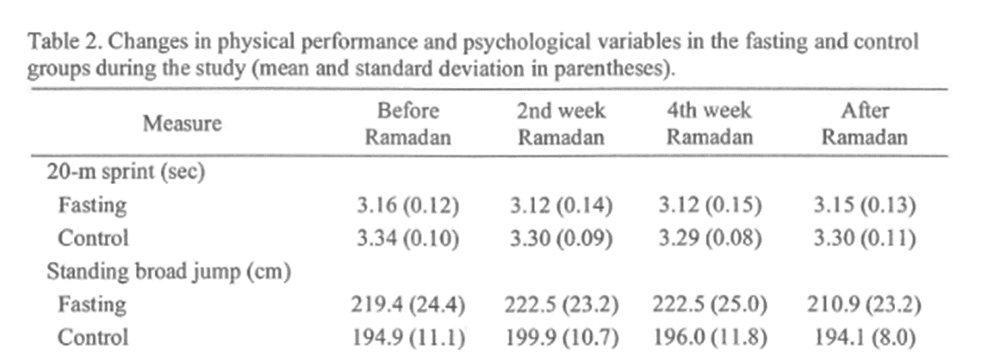 Table 2. Changes in physical performance and psychological variables in the fasting and control
groups during the study (mean and standard deviation in parentheses).
Measure Before Ramadan 2nd week Ramadan 4th week Ramadan After Ramadan
20-m sprint (sec)
Fasting 3.16 (0.12) 3.12 (0.14) 3.12 (0.15) 3.15 (0.13)
Control 3.34 (0.10) 3.30 (0.09) 3.29 (0.08) 3.30 (0.11)
Standing broad jump (cm)
Fasting 219.4 (24.4) 222.5 (23.2) 222.5 (25.0) 210.9 (23.2)
Control 194.9 (11.1) 199.9 (10.7) 196.0 (11.8) 194.1 (8.0)